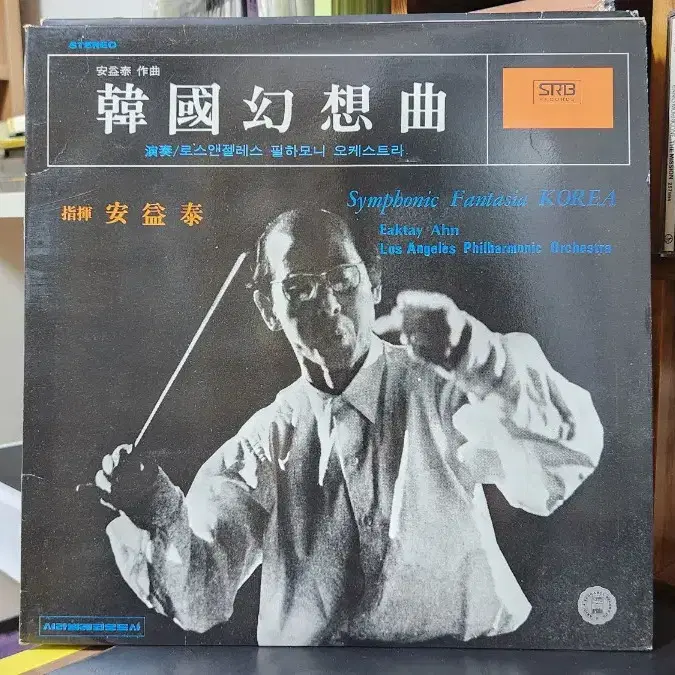 STEREO
安益泰 作曲
韓國幻想曲
演奏/로스앤젤레스 필하모니 오케스트라
SRB
RECORDS
指揮 安益泰
Symphonic Fantasia KOREA
Eaktay Ahn
Los Angeles Philharmonic Orchestra
THE MISSION